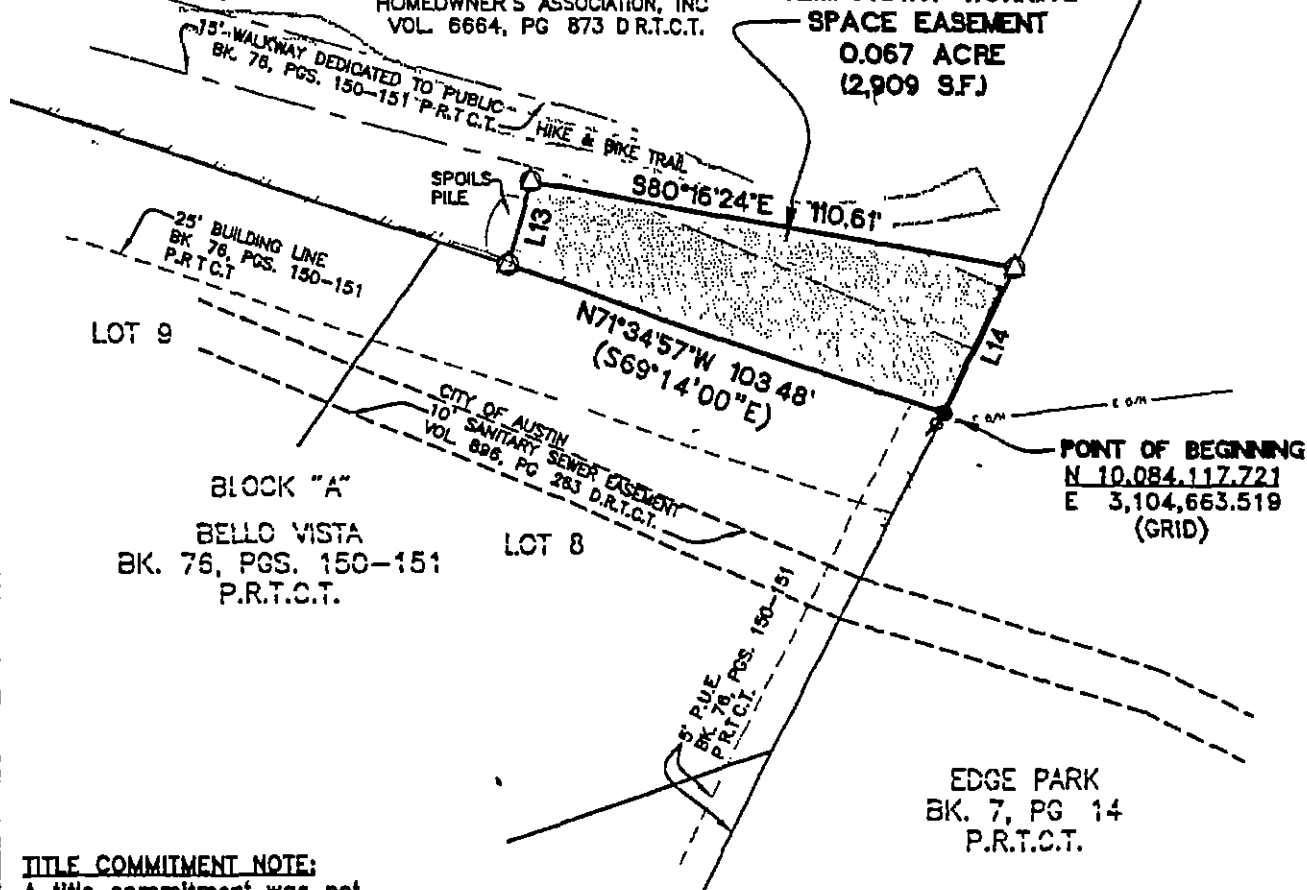 HOMEOWNER'S ASSOCIATION, INC
VOL. 6664, PG 873 D R.T.C.T.
SPACE EASEMENT
0.067 ACRE
(2,909 S.F.)
15' WALKWAY DEDICATED TO PUBLIC
BK. 76, PGS. 150-151 P.R.T.C.T.
HIKE & BIKE TRAIL
SPOILS
PILE
L13
S80°16'24"E 110.61'
L14
N71°34'57"W 103 48'
(S69°14'00"E)
25' BUILDING LINE
BK 76, PGS. 150-151
P.R T C.T
LOT 9
CITY OF AUSTIN
10' SANITARY SEWER EASEMENT
VOL. 896, PG 283 D.R.T.C.T.
E O/H
E O/H
POINT OF BEGINNING
N 10,084,117.721
E 3,104,663.519
(GRID)
BLOCK "A"
BELLO VISTA
BK. 76, PGS. 150-151
P.R.T.C.T.
LOT 8
5' P.U.E.
BK. 76, PGS. 150-151
P.R.T.C.T.
EDGE PARK
BK. 7, PG 14
P.R.T.C.T.
TITLE COMMITMENT NOTE:
A title commitment was not